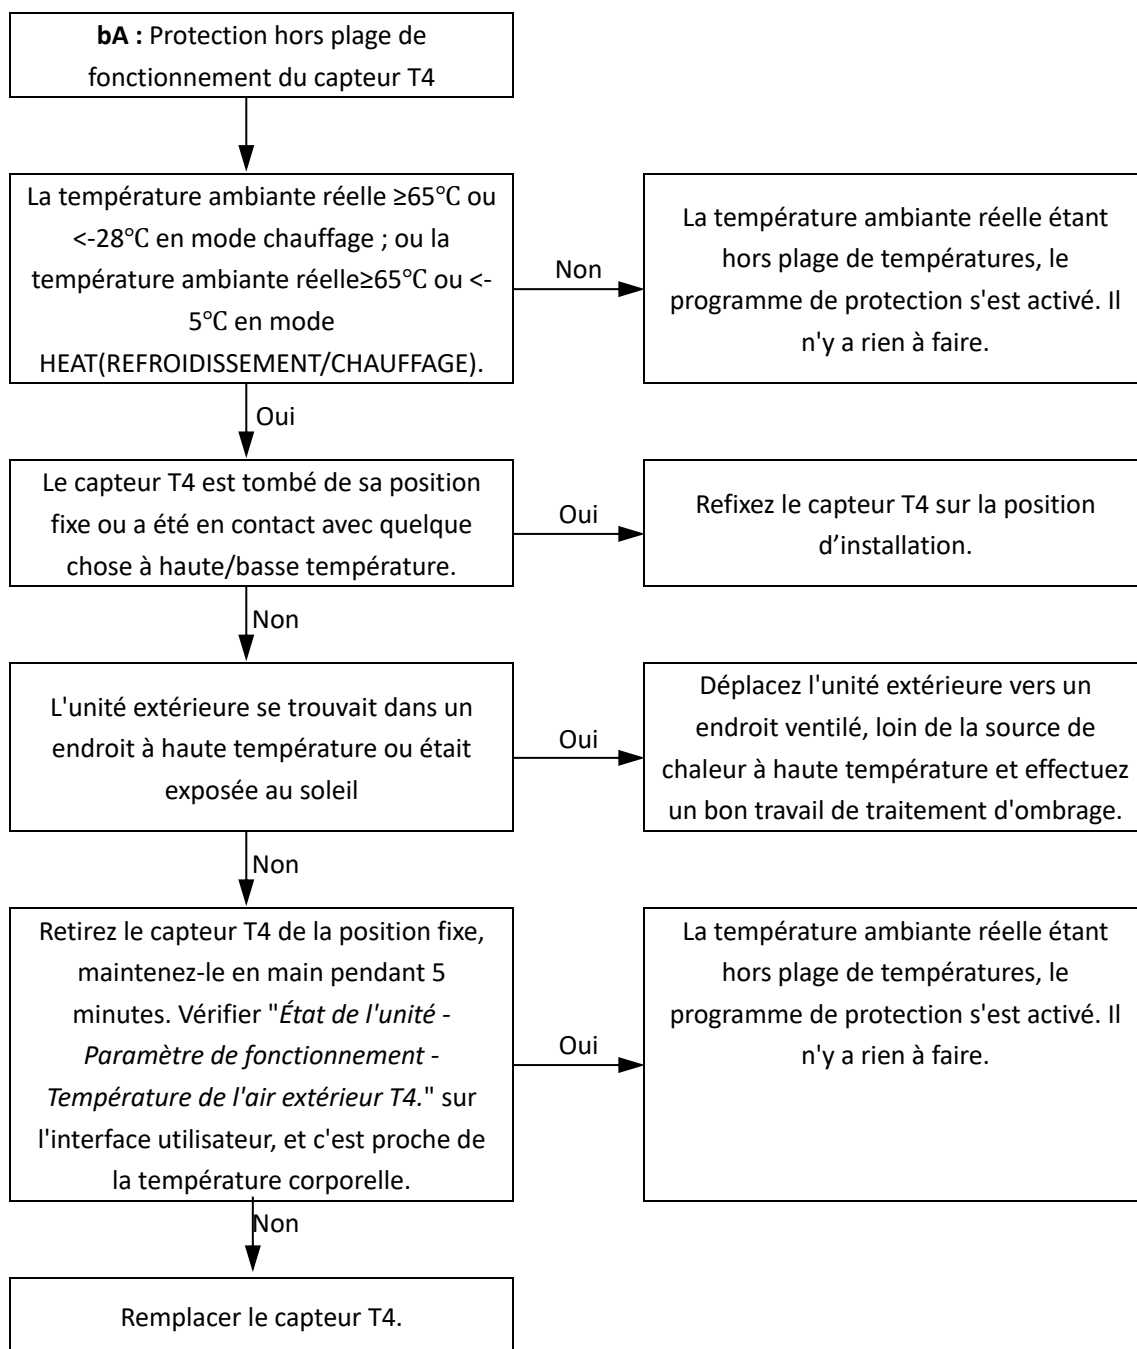 bA : Protection hors plage de
fonctionnement du capteur T4
La température ambiante réelle ≥65℃ ou
<-28℃ en mode chauffage ; ou la
température ambiante réelle≥65℃ ou <-
5℃ en mode
HEAT(REFROIDISSEMENT/CHAUFFAGE).
Non
La température ambiante réelle étant
hors plage de températures, le
programme de protection s'est activé. Il
n'y a rien à faire.
Oui
Le capteur T4 est tombé de sa position
fixe ou a été en contact avec quelque
chose à haute/basse température.
Oui
Refixez le capteur T4 sur la position
d’installation.
Non
L'unité extérieure se trouvait dans un
endroit à haute température ou était
exposée au soleil
Oui
Déplacez l'unité extérieure vers un
endroit ventilé, loin de la source de
chaleur à haute température et effectuez
un bon travail de traitement d'ombrage.
Non
Retirez le capteur T4 de la position fixe,
maintenez-le en main pendant 5
minutes. Vérifier "État de l'unité -
Paramètre de fonctionnement -
Température de l'air extérieur T4." sur
l'interface utilisateur, et c'est proche de
la température corporelle.
Oui
La température ambiante réelle étant
hors plage de températures, le
programme de protection s'est activé. Il
n'y a rien à faire.
Non
Remplacer le capteur T4.